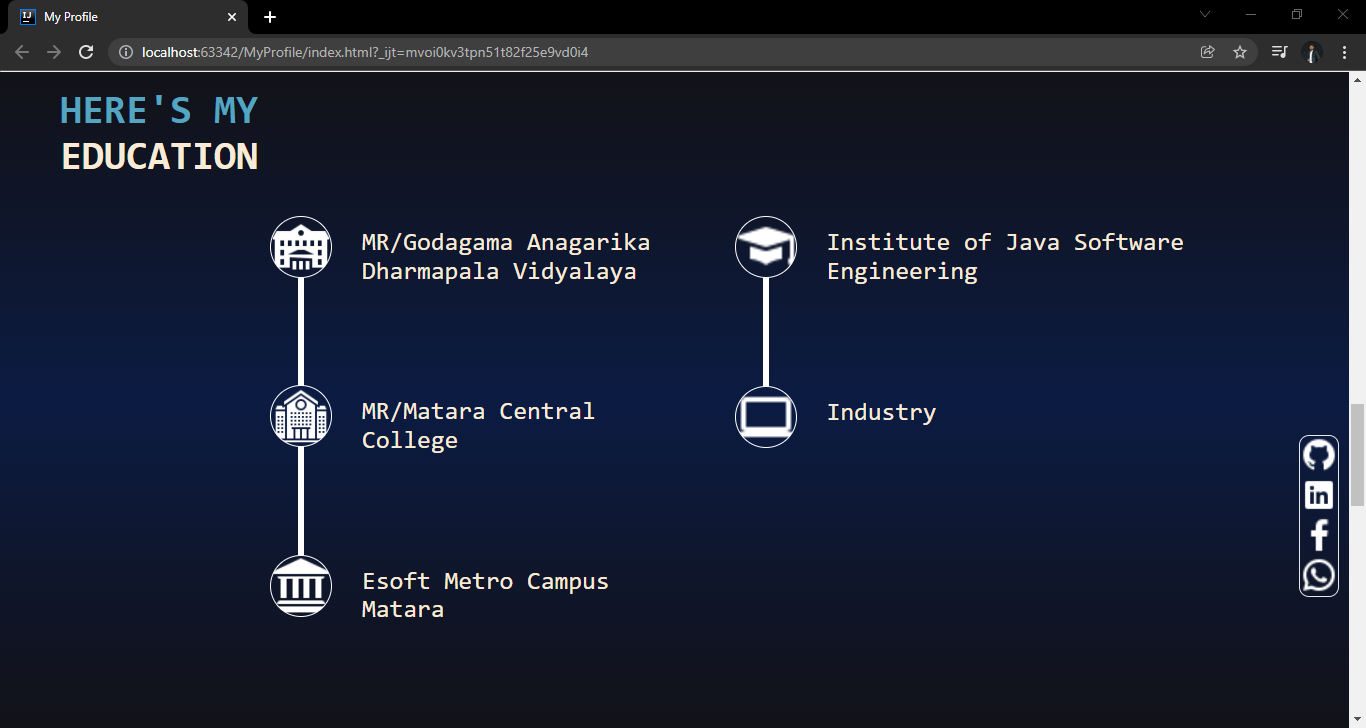 My Profile
localhost:63342/MyProfile/index.html?_ijt=mvoi0kv3tpn51t82f25e9vd0i4
HERE'S MY
EDUCATION
MR/Godagama Anagarika
Dharmapala Vidyalaya
MR/Matara Central
College
Esoft Metro Campus
Matara
Institute of Java Software
Engineering
Industry
in